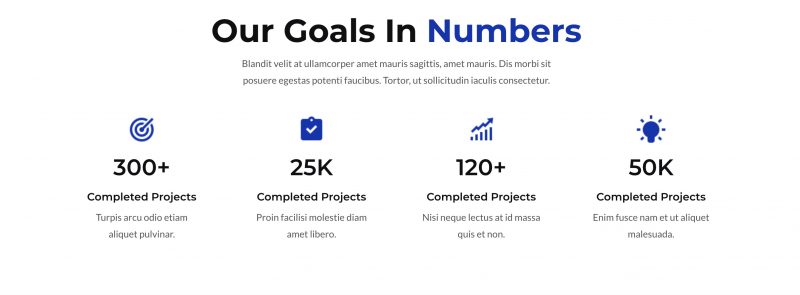 Our Goals In Numbers
Blandit velit at ullamcorper amet mauris sagittis, amet mauris. Dis morbi sit
posuere egestas potenti faucibus. Tortor, ut sollicitudin iaculis consectetur.
300+
Completed Projects
Turpis arcu odio etiam
aliquet pulvinar.
25K
Completed Projects
Proin facilisi molestie diam
amet libero.
120+
Completed Projects
Nisi neque lectus at id massa
quis et non.
50K
Completed Projects
Enim fusce nam et ut aliquet
malesuada.